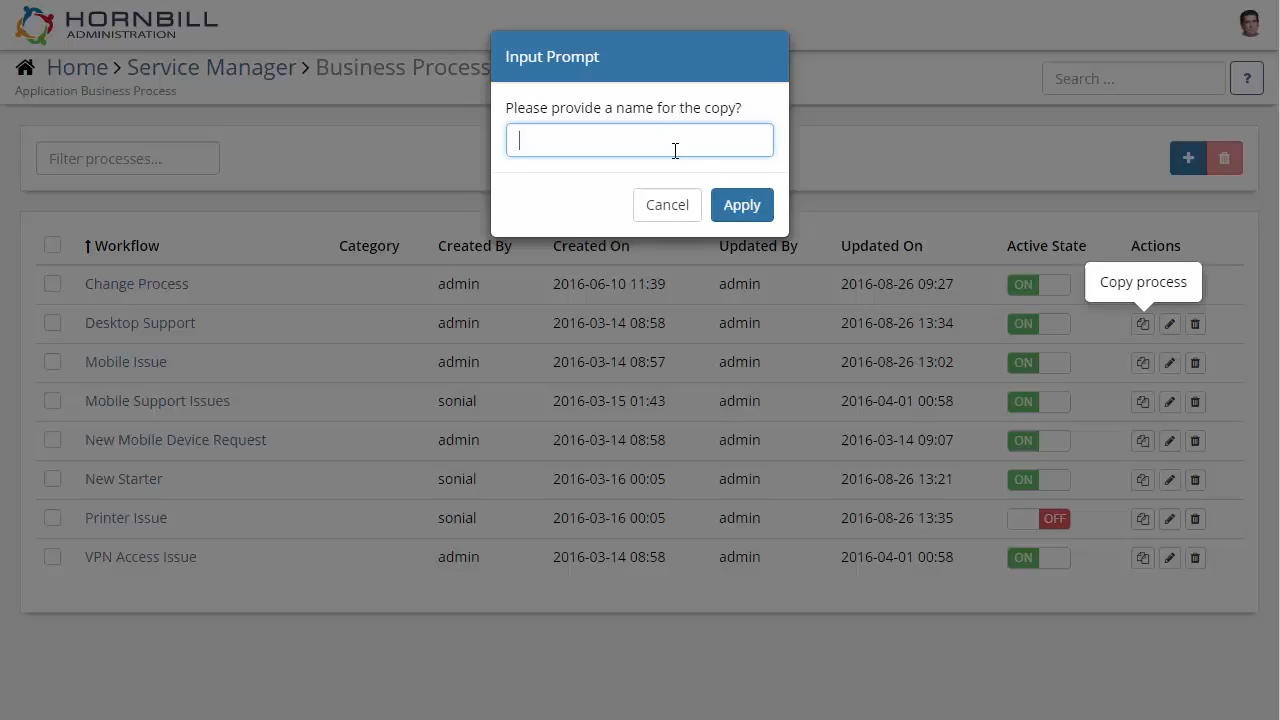 HORNBILL
ADMINISTRATION
Home > Service Manager > Business Process
Application Business Process
Search ...
?
Input Prompt
Please provide a name for the copy?
Cancel
Apply
Filter processes...
+
Workflow Category Created By Created On Updated By Updated On Active State Actions
Copy process
Change Process admin 2016-06-10 11:39 admin 2016-08-26 09:27 ON
Desktop Support admin 2016-03-14 08:58 admin 2016-08-26 13:34 ON
Mobile Issue admin 2016-03-14 08:57 admin 2016-08-26 13:02 ON
Mobile Support Issues sonial 2016-03-15 01:43 admin 2016-04-01 00:58 ON
New Mobile Device Request admin 2016-03-14 08:58 admin 2016-03-14 09:07 ON
New Starter sonial 2016-03-16 00:05 admin 2016-08-26 13:21 ON
Printer Issue sonial 2016-03-16 00:05 admin 2016-08-26 13:35 OFF
VPN Access Issue admin 2016-03-14 08:58 admin 2016-04-01 00:58 ON